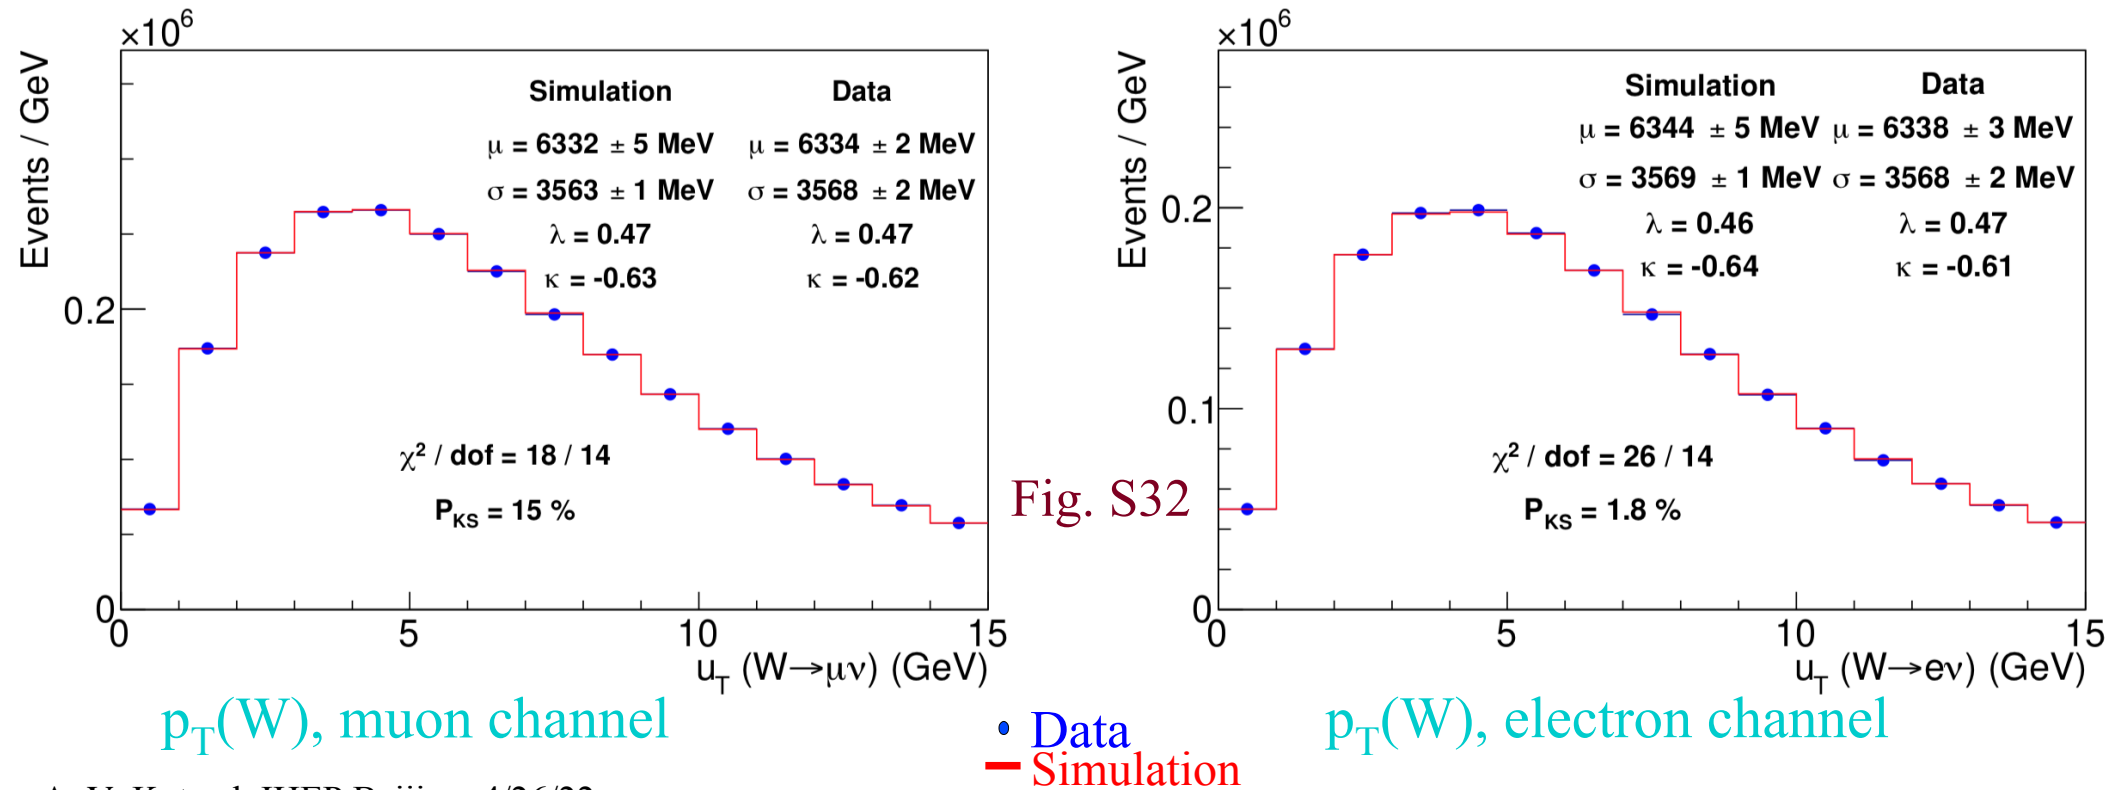 ×10⁶
Events / GeV
Simulation Data
μ = 6332 ± 5 MeV μ = 6334 ± 2 MeV
σ = 3563 ± 1 MeV σ = 3568 ± 2 MeV
λ = 0.47 λ = 0.47
κ = -0.63 κ = -0.62
0.2
χ² / dof = 18 / 14
P_KS = 15 %
0
0 5 10 15
u_T (W→μν) (GeV)
p_T(W), muon channel
Fig. S32
×10⁶
Events / GeV
Simulation Data
μ = 6344 ± 5 MeV μ = 6338 ± 3 MeV
σ = 3569 ± 1 MeV σ = 3568 ± 2 MeV
λ = 0.46 λ = 0.47
κ = -0.64 κ = -0.61
0.2
0.1
χ² / dof = 26 / 14
P_KS = 1.8 %
0
0 5 10 15
u_T (W→eν) (GeV)
p_T(W), electron channel
• Data
Simulation